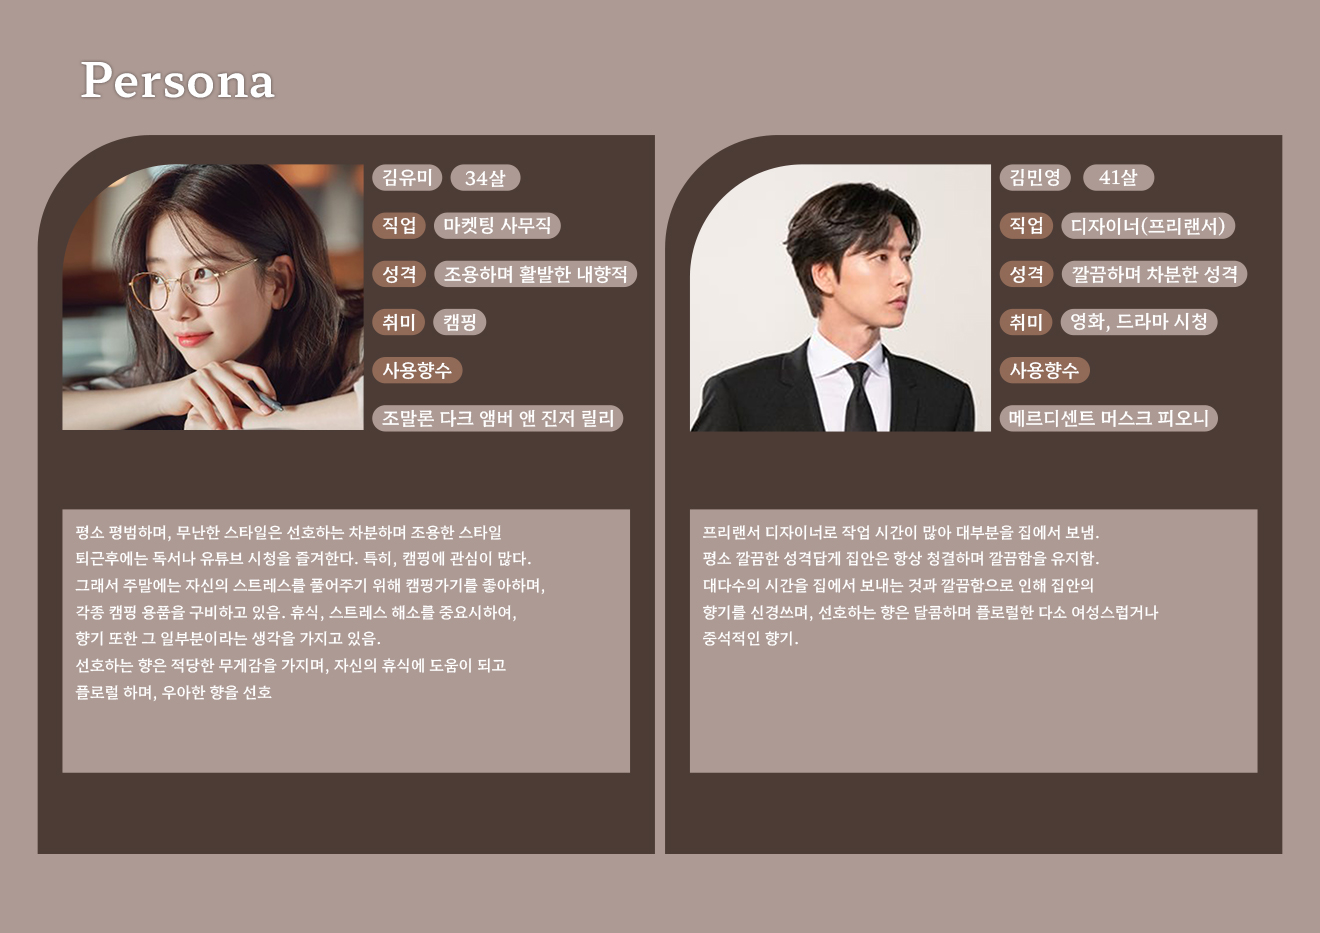 Persona
김유미 34살
직업 마켓팅 사무직
성격 조용하며 활발한 내향적
취미 캠핑
사용향수
조말론 다크 앰버 앤 진저 릴리
평소 평범하며, 무난한 스타일은 선호하는 차분하며 조용한 스타일
퇴근후에는 독서나 유튜브 시청을 즐겨한다. 특히, 캠핑에 관심이 많다.
그래서 주말에는 자신의 스트레스를 풀어주기 위해 캠핑가기를 좋아하며,
각종 캠핑 용품을 구비하고 있음. 휴식, 스트레스 해소를 중요시하여,
향기 또한 그 일부분이라는 생각을 가지고 있음.
선호하는 향은 적당한 무게감을 가지며, 자신의 휴식에 도움이 되고
플로럴 하며, 우아한 향을 선호
김민영 41살
직업 디자이너(프리랜서)
성격 깔끔하며 차분한 성격
취미 영화, 드라마 시청
사용향수
메르디센트 머스크 피오니
프리랜서 디자이너로 작업 시간이 많아 대부분을 집에서 보냄.
평소 깔끔한 성격답게 집안은 항상 청결하며 깔끔함을 유지함.
대다수의 시간을 집에서 보내는 것과 깔끔함으로 인해 집안의
향기를 신경쓰며, 선호하는 향은 달콤하며 플로럴한 다소 여성스럽거나
중석적인 향기.